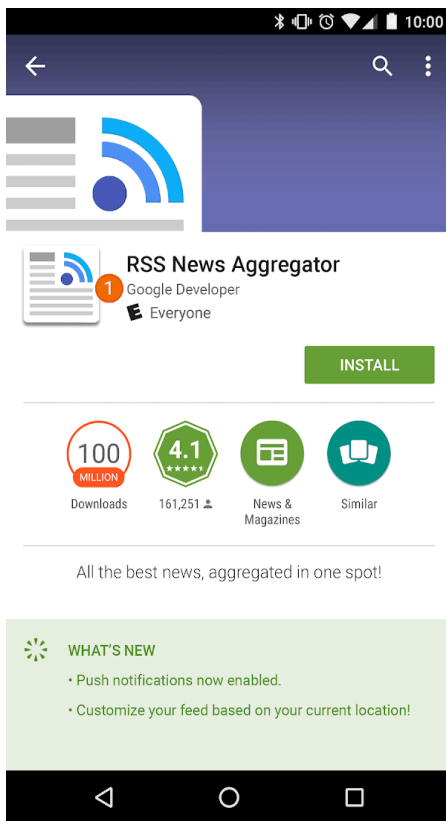 10:00
RSS News Aggregator
1
Google Developer
E Everyone
INSTALL
100
MILLION
Downloads
4.1
161,251
News &
Magazines
Similar
All the best news, aggregated in one spot!
WHAT'S NEW
• Push notifications now enabled.
• Customize your feed based on your current location!